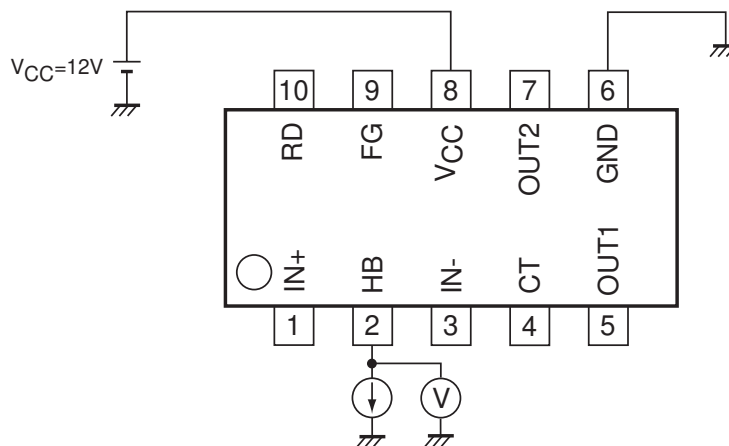 VCC=12V
10 9 8 7 6
RD FG VCC OUT2 GND
IN+ HB IN- CT OUT1
1 2 3 4 5
V